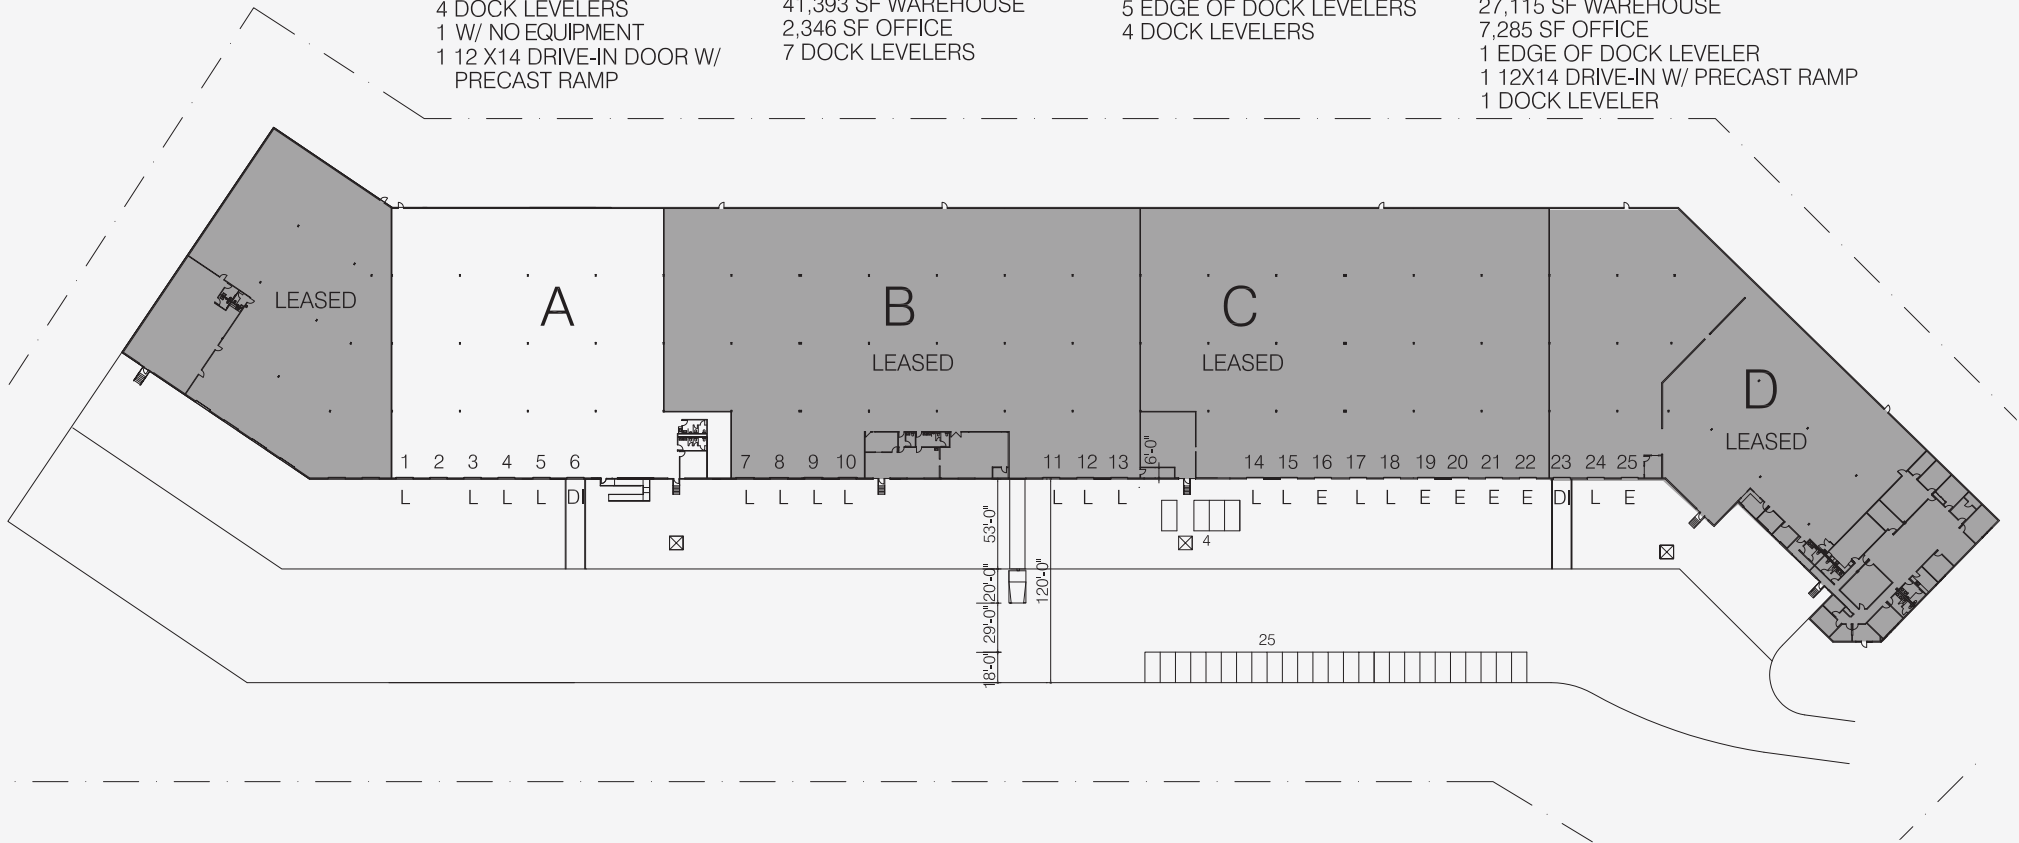 4 DOCK LEVELERS
1 W/ NO EQUIPMENT
1 12 X14 DRIVE-IN DOOR W/
PRECAST RAMP
41,393 SF WAREHOUSE
2,346 SF OFFICE
7 DOCK LEVELERS
5 EDGE OF DOCK LEVELERS
4 DOCK LEVELERS
27,115 SF WAREHOUSE
7,285 SF OFFICE
1 EDGE OF DOCK LEVELER
1 12X14 DRIVE-IN W/ PRECAST RAMP
1 DOCK LEVELER
LEASED
A
B
LEASED
C
LEASED
D
LEASED
6'-0"
1 2 3 4 5 6 7 8 9 10 11 12 13 14 15 16 17 18 19 20 21 22 23 24 25
L L L L DI L L L L L L L L L E L L E E E E DI L E
4
53'-0"
20'-0"
120'-0"
29'-0"
18'-0"
25